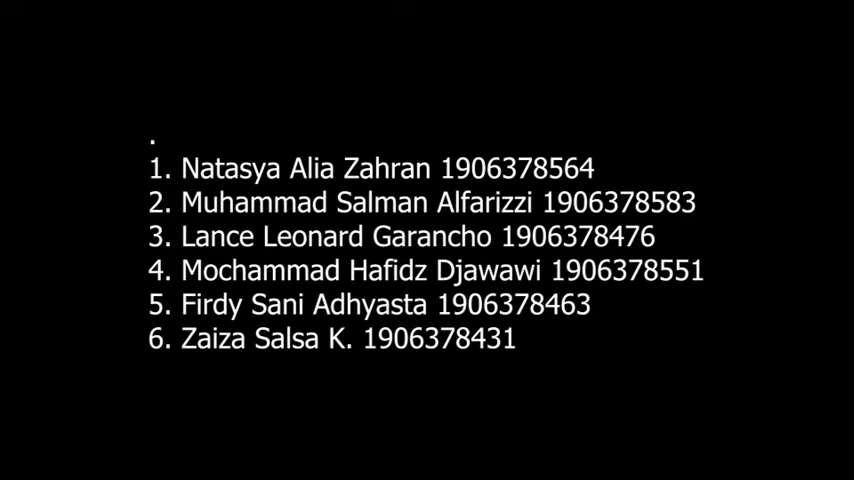 .
1. Natasya Alia Zahran 1906378564
2. Muhammad Salman Alfarizzi 1906378583
3. Lance Leonard Garancho 1906378476
4. Mochammad Hafidz Djawawi 1906378551
5. Firdy Sani Adhyasta 1906378463
6. Zaiza Salsa K. 1906378431